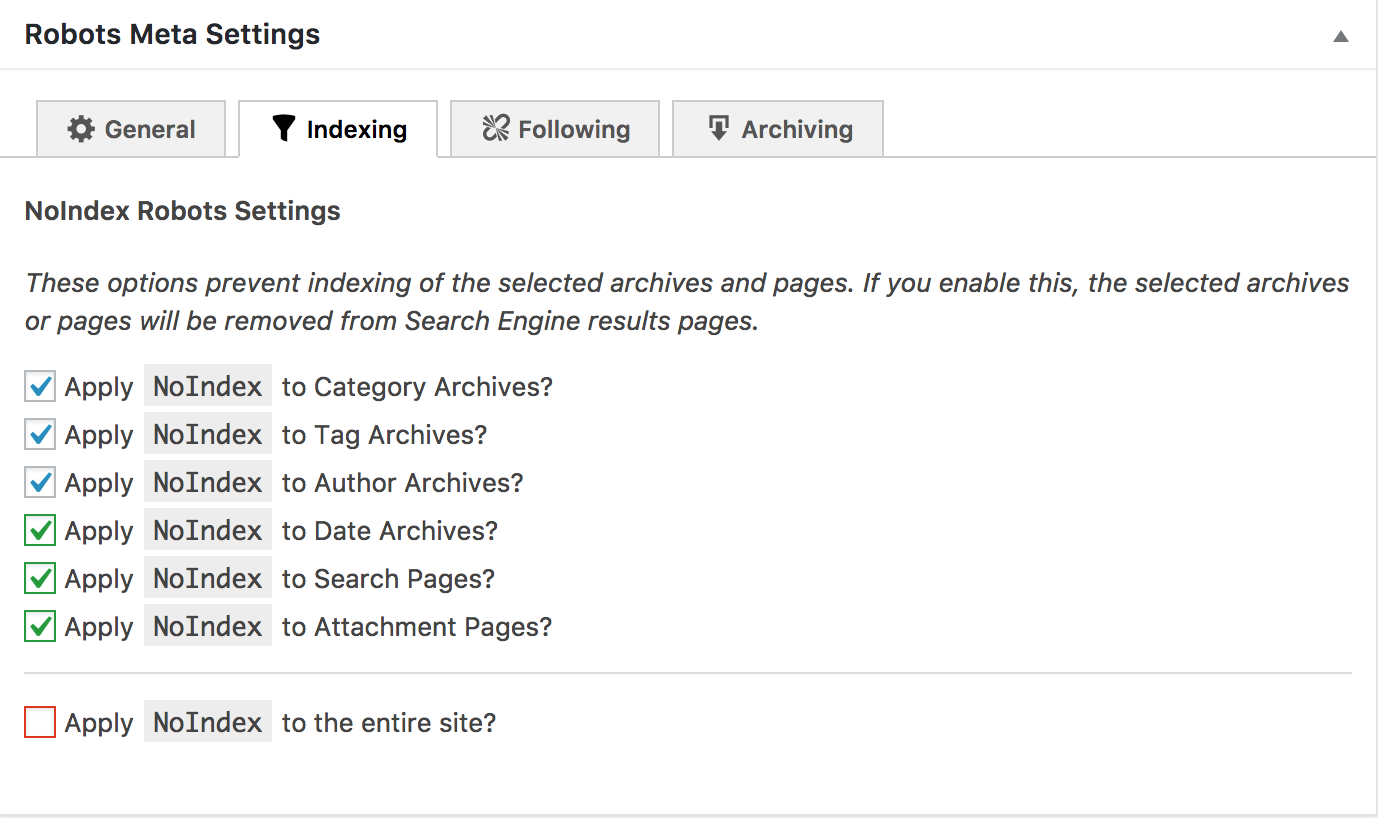 Robots Meta Settings
General Indexing Following Archiving
NoIndex Robots Settings
These options prevent indexing of the selected archives and pages. If you enable this, the selected archives
or pages will be removed from Search Engine results pages.
Apply NoIndex to Category Archives?
Apply NoIndex to Tag Archives?
Apply NoIndex to Author Archives?
Apply NoIndex to Date Archives?
Apply NoIndex to Search Pages?
Apply NoIndex to Attachment Pages?
Apply NoIndex to the entire site?